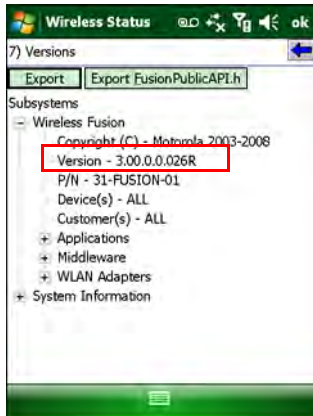 Wireless Status ok
7) Versions
Export Export FusionPublicAPI.h
Subsystems
Wireless Fusion
Copyright (C) - Motorola 2003-2008
Version - 3.00.0.0.026R
P/N - 31-FUSION-01
Device(s) - ALL
Customer(s) - ALL
Applications
Middleware
WLAN Adapters
System Information